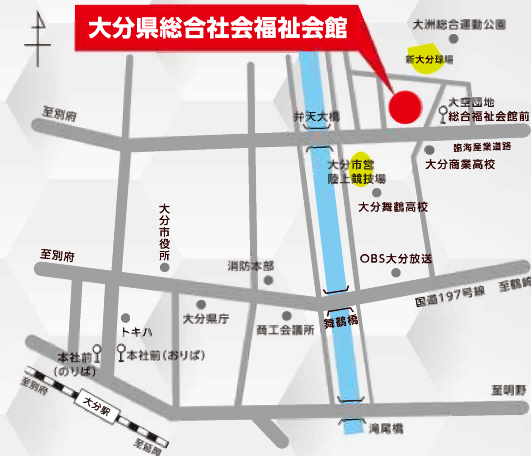 大分県総合社会福祉会館
大洲総合運動公園
新大分球場
大空団地
総合福祉会館前
至別府
弁天大橋
臨海産業道路
大分市営
陸上競技場
大分商業高校
大分舞鶴高校
大分市役所
至別府
消防本部
OBS大分放送
至鶴崎
国道197号線
大分県庁
商工会議所
舞鶴橋
トキハ
本社前
(のりば)
本社前(おりば)
至別府
大分駅
至延岡
至明野
滝尾橋